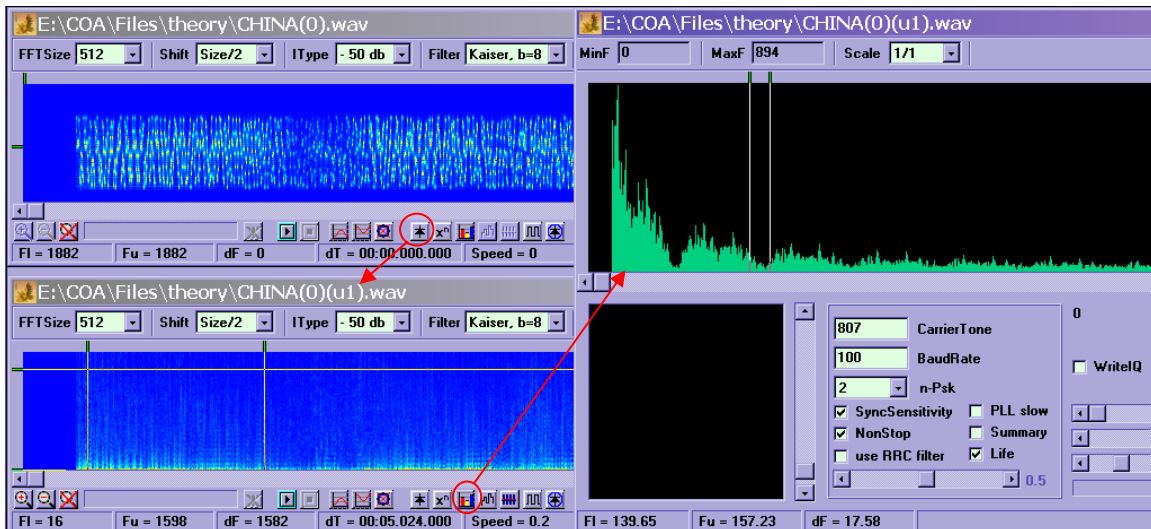 E:\COA\Files\theory\CHINA(0).wav
FFTSize 512 Shift Size/2 IType - 50 db Filter Kaiser, b=8
Fl = 1882 Fu = 1882 dF = 0 dT = 00:00.000.000 Speed = 0
E:\COA\Files\theory\CHINA(0)(u1).wav
FFTSize 512 Shift Size/2 IType - 50 db Filter Kaiser, b=8
Fl = 16 Fu = 1598 dF = 1582 dT = 00:05.024.000 Speed = 0.2
E:\COA\Files\theory\CHINA(0)(u1).wav
MinF 0 MaxF 894 Scale 1/1
807 CarrierTone
100 BaudRate
2 n-Psk
SyncSensitivity PLL slow
NonStop Summary
use RRC filter Life
0.5
0
WriteIQ
Fl = 139.65 Fu = 157.23 dF = 17.58